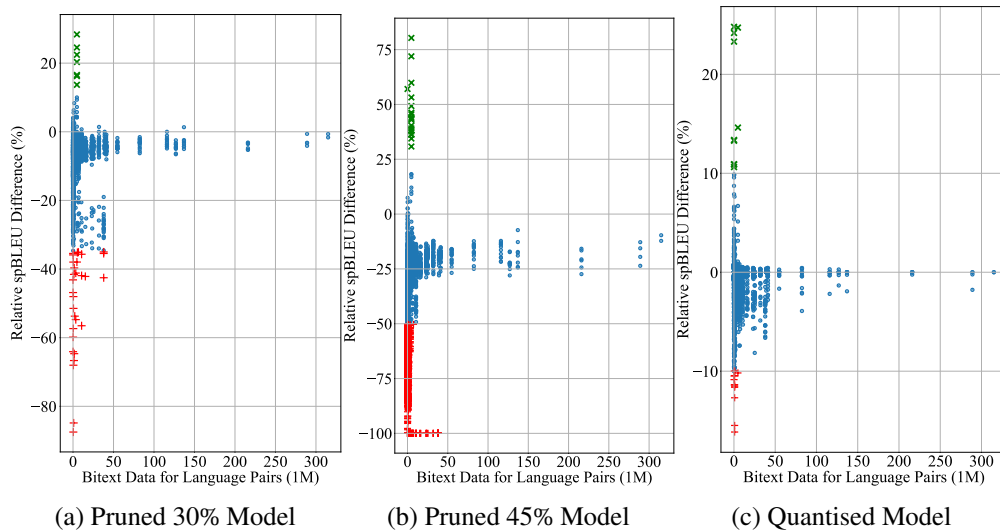 Relative spBLEU Difference (%)
20
0
−20
−40
−60
−80
0 50 100 150 200 250 300
Bitext Data for Language Pairs (1M)
(a) Pruned 30% Model
Relative spBLEU Difference (%)
75
50
25
0
−25
−50
−75
−100
0 50 100 150 200 250 300
Bitext Data for Language Pairs (1M)
(b) Pruned 45% Model
Relative spBLEU Difference (%)
20
10
0
−10
0 50 100 150 200 250 300
Bitext Data for Language Pairs (1M)
(c) Quantised Model